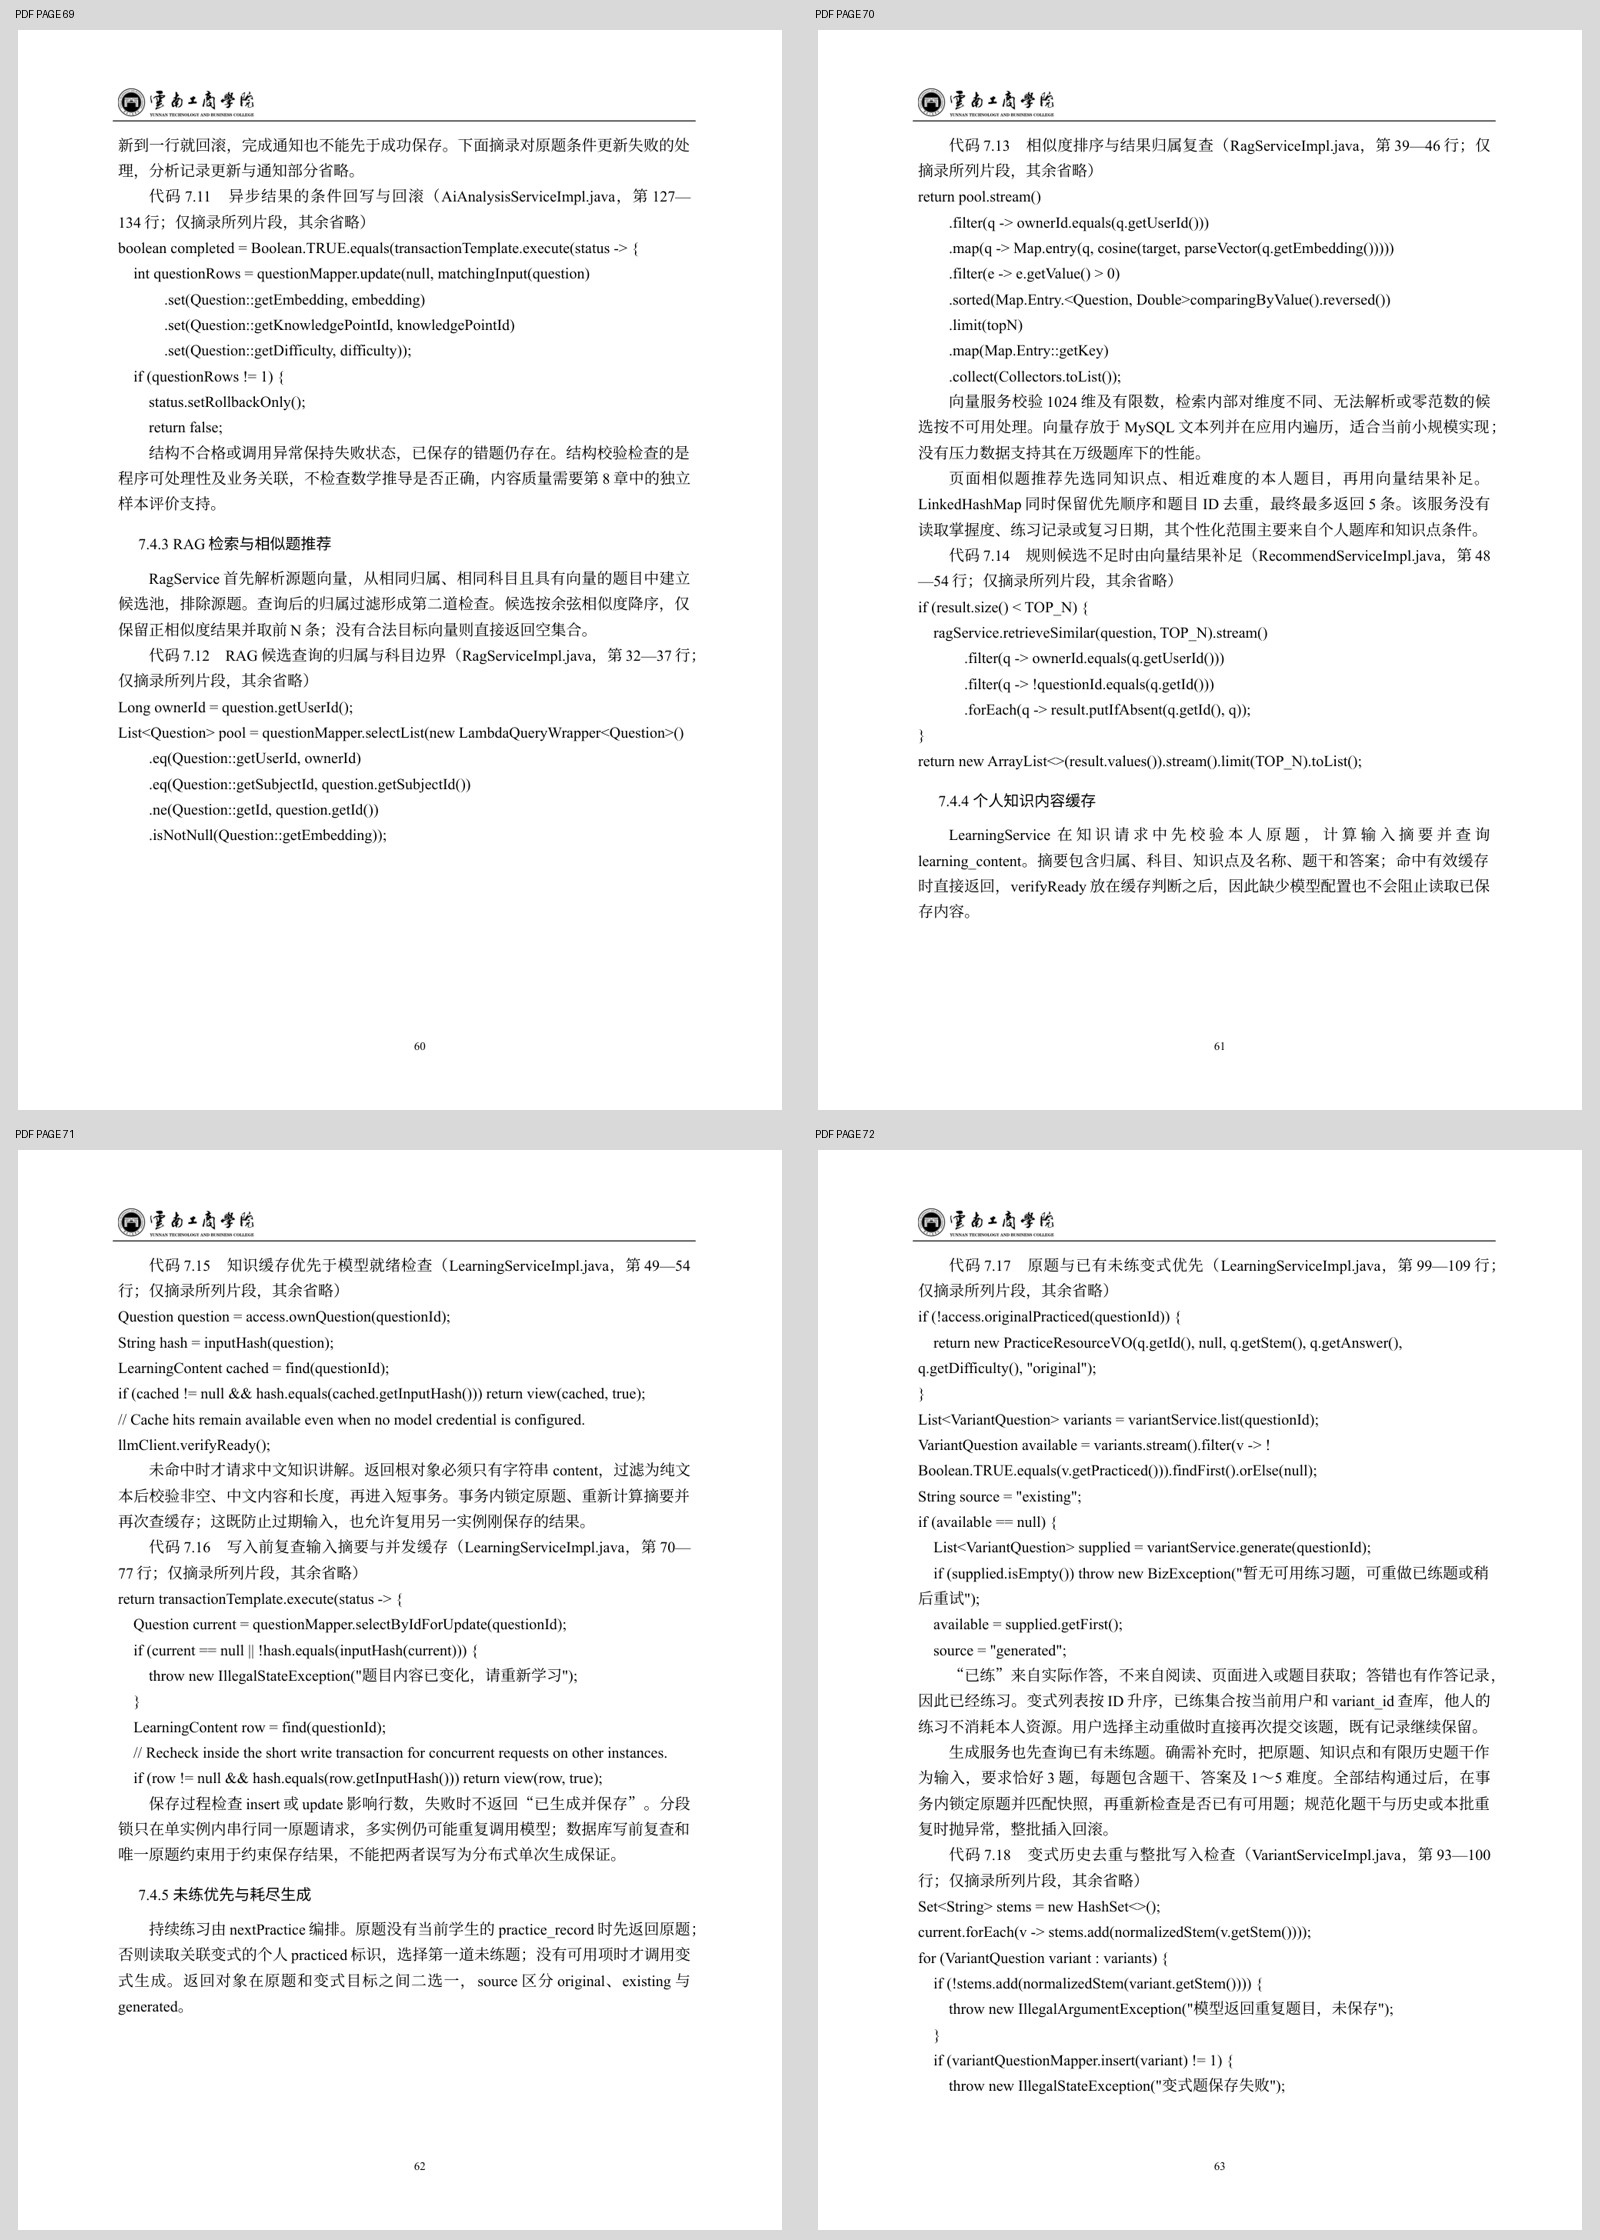 PDF PAGE 69
雲南工商學院
YUNNAN TECHNOLOGY AND BUSINESS COLLEGE
新到一行就回滚，完成通知也不能先于成功保存。下面摘录对原题条件更新失败的处
理，分析记录更新与通知部分省略。
代码 7.11 异步结果的条件回写与回滚（AiAnalysisServiceImpl.java，第 127—
134 行；仅摘录所列片段，其余省略）
boolean completed = Boolean.TRUE.equals(transactionTemplate.execute(status -> {
int questionRows = questionMapper.update(null, matchingInput(question)
.set(Question::getEmbedding, embedding)
.set(Question::getKnowledgePointId, knowledgePointId)
.set(Question::getDifficulty, difficulty));
if (questionRows != 1) {
status.setRollbackOnly();
return false;
结构不合格或调用异常保持失败状态，已保存的错题仍存在。结构校验检查的是
程序可处理性及业务关联，不检查数学推导是否正确，内容质量需要第 8 章中的独立
样本评价支持。
7.4.3 RAG 检索与相似题推荐
RagService 首先解析源题向量，从相同归属、相同科目且具有向量的题目中建立
候选池，排除源题。查询后的归属过滤形成第二道检查。候选按余弦相似度降序，仅
保留正相似度结果并取前 N 条；没有合法目标向量则直接返回空集合。
代码 7.12 RAG 候选查询的归属与科目边界（RagServiceImpl.java，第 32—37 行；
仅摘录所列片段，其余省略）
Long ownerId = question.getUserId();
List<Question> pool = questionMapper.selectList(new LambdaQueryWrapper<Question>()
.eq(Question::getUserId, ownerId)
.eq(Question::getSubjectId, question.getSubjectId())
.ne(Question::getId, question.getId())
.isNotNull(Question::getEmbedding));
60
PDF PAGE 70
雲南工商學院
YUNNAN TECHNOLOGY AND BUSINESS COLLEGE
代码 7.13 相似度排序与结果归属复查（RagServiceImpl.java，第 39—46 行；仅
摘录所列片段，其余省略）
return pool.stream()
.filter(q -> ownerId.equals(q.getUserId()))
.map(q -> Map.entry(q, cosine(target, parseVector(q.getEmbedding()))))
.filter(e -> e.getValue() > 0)
.sorted(Map.Entry.<Question, Double>comparingByValue().reversed())
.limit(topN)
.map(Map.Entry::getKey)
.collect(Collectors.toList());
向量服务校验 1024 维及有限数，检索内部对维度不同、无法解析或零范数的候
选按不可用处理。向量存放于 MySQL 文本列并在应用内遍历，适合当前小规模实现；
没有压力数据支持其在万级题库下的性能。
页面相似题推荐先选同知识点、相近难度的本人题目，再用向量结果补足。
LinkedHashMap 同时保留优先顺序和题目 ID 去重，最终最多返回 5 条。该服务没有
读取掌握度、练习记录或复习日期，其个性化范围主要来自个人题库和知识点条件。
代码 7.14 规则候选不足时由向量结果补足（RecommendServiceImpl.java，第 48
—54 行；仅摘录所列片段，其余省略）
if (result.size() < TOP_N) {
ragService.retrieveSimilar(question, TOP_N).stream()
.filter(q -> ownerId.equals(q.getUserId()))
.filter(q -> !questionId.equals(q.getId()))
.forEach(q -> result.putIfAbsent(q.getId(), q));
}
return new ArrayList<>(result.values()).stream().limit(TOP_N).toList();
7.4.4 个人知识内容缓存
LearningService 在知识请求中先校验本人原题，计算输入摘要并查询
learning_content。摘要包含归属、科目、知识点及名称、题干和答案；命中有效缓存
时直接返回，verifyReady 放在缓存判断之后，因此缺少模型配置也不会阻止读取已保
存内容。
61
PDF PAGE 71
雲南工商學院
YUNNAN TECHNOLOGY AND BUSINESS COLLEGE
代码 7.15 知识缓存优先于模型就绪检查（LearningServiceImpl.java，第 49—54
行；仅摘录所列片段，其余省略）
Question question = access.ownQuestion(questionId);
String hash = inputHash(question);
LearningContent cached = find(questionId);
if (cached != null && hash.equals(cached.getInputHash())) return view(cached, true);
// Cache hits remain available even when no model credential is configured.
llmClient.verifyReady();
未命中时才请求中文知识讲解。返回根对象必须只有字符串 content，过滤为纯文
本后校验非空、中文内容和长度，再进入短事务。事务内锁定原题、重新计算摘要并
再次查缓存；这既防止过期输入，也允许复用另一实例刚保存的结果。
代码 7.16 写入前复查输入摘要与并发缓存（LearningServiceImpl.java，第 70—
77 行；仅摘录所列片段，其余省略）
return transactionTemplate.execute(status -> {
Question current = questionMapper.selectByIdForUpdate(questionId);
if (current == null || !hash.equals(inputHash(current))) {
throw new IllegalStateException("题目内容已变化，请重新学习");
}
LearningContent row = find(questionId);
// Recheck inside the short write transaction for concurrent requests on other instances.
if (row != null && hash.equals(row.getInputHash())) return view(row, true);
保存过程检查 insert 或 update 影响行数，失败时不返回“已生成并保存”。分段
锁只在单实例内串行同一原题请求，多实例仍可能重复调用模型；数据库写前复查和
唯一原题约束用于约束保存结果，不能把两者误写为分布式单次生成保证。
7.4.5 未练优先与耗尽生成
持续练习由 nextPractice 编排。原题没有当前学生的 practice_record 时先返回原题；
否则读取关联变式的个人 practiced 标识，选择第一道未练题；没有可用项时才调用变
式生成。返回对象在原题和变式目标之间二选一，source 区分 original、existing 与
generated。
62
PDF PAGE 72
雲南工商學院
YUNNAN TECHNOLOGY AND BUSINESS COLLEGE
代码 7.17 原题与已有未练变式优先（LearningServiceImpl.java，第 99—109 行；
仅摘录所列片段，其余省略）
if (!access.originalPracticed(questionId)) {
return new PracticeResourceVO(q.getId(), null, q.getStem(), q.getAnswer(),
q.getDifficulty(), "original");
}
List<VariantQuestion> variants = variantService.list(questionId);
VariantQuestion available = variants.stream().filter(v -> !
Boolean.TRUE.equals(v.getPracticed())).findFirst().orElse(null);
String source = "existing";
if (available == null) {
List<VariantQuestion> supplied = variantService.generate(questionId);
if (supplied.isEmpty()) throw new BizException("暂无可用练习题，可重做已练题或稍
后重试");
available = supplied.getFirst();
source = "generated";
“已练”来自实际作答，不来自阅读、页面进入或题目获取；答错也有作答记录，
因此已经练习。变式列表按 ID 升序，已练集合按当前用户和 variant_id 查库，他人的
练习不消耗本人资源。用户选择主动重做时直接再次提交该题，既有记录继续保留。
生成服务也先查询已有未练题。确需补充时，把原题、知识点和有限历史题干作
为输入，要求恰好 3 题，每题包含题干、答案及 1～5 难度。全部结构通过后，在事
务内锁定原题并匹配快照，再重新检查是否已有可用题；规范化题干与历史或本批重
复时抛异常，整批插入回滚。
代码 7.18 变式历史去重与整批写入检查（VariantServiceImpl.java，第 93—100
行；仅摘录所列片段，其余省略）
Set<String> stems = new HashSet<>();
current.forEach(v -> stems.add(normalizedStem(v.getStem())));
for (VariantQuestion variant : variants) {
if (!stems.add(normalizedStem(variant.getStem()))) {
throw new IllegalArgumentException("模型返回重复题目，未保存");
}
if (variantQuestionMapper.insert(variant) != 1) {
throw new IllegalStateException("变式题保存失败");
63